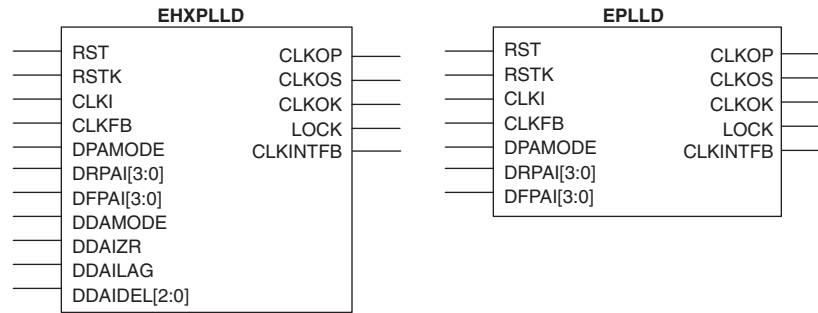 EHXPLLD
RST
RSTK
CLKI
CLKFB
DPAMODE
DRPAI[3:0]
DFPAI[3:0]
DDAMODE
DDAIZR
DDAILAG
DDAIDEL[2:0]
CLKOP
CLKOS
CLKOK
LOCK
CLKINTFB
EPLLD
RST
RSTK
CLKI
CLKFB
DPAMODE
DRPAI[3:0]
DFPAI[3:0]
CLKOP
CLKOS
CLKOK
LOCK
CLKINTFB